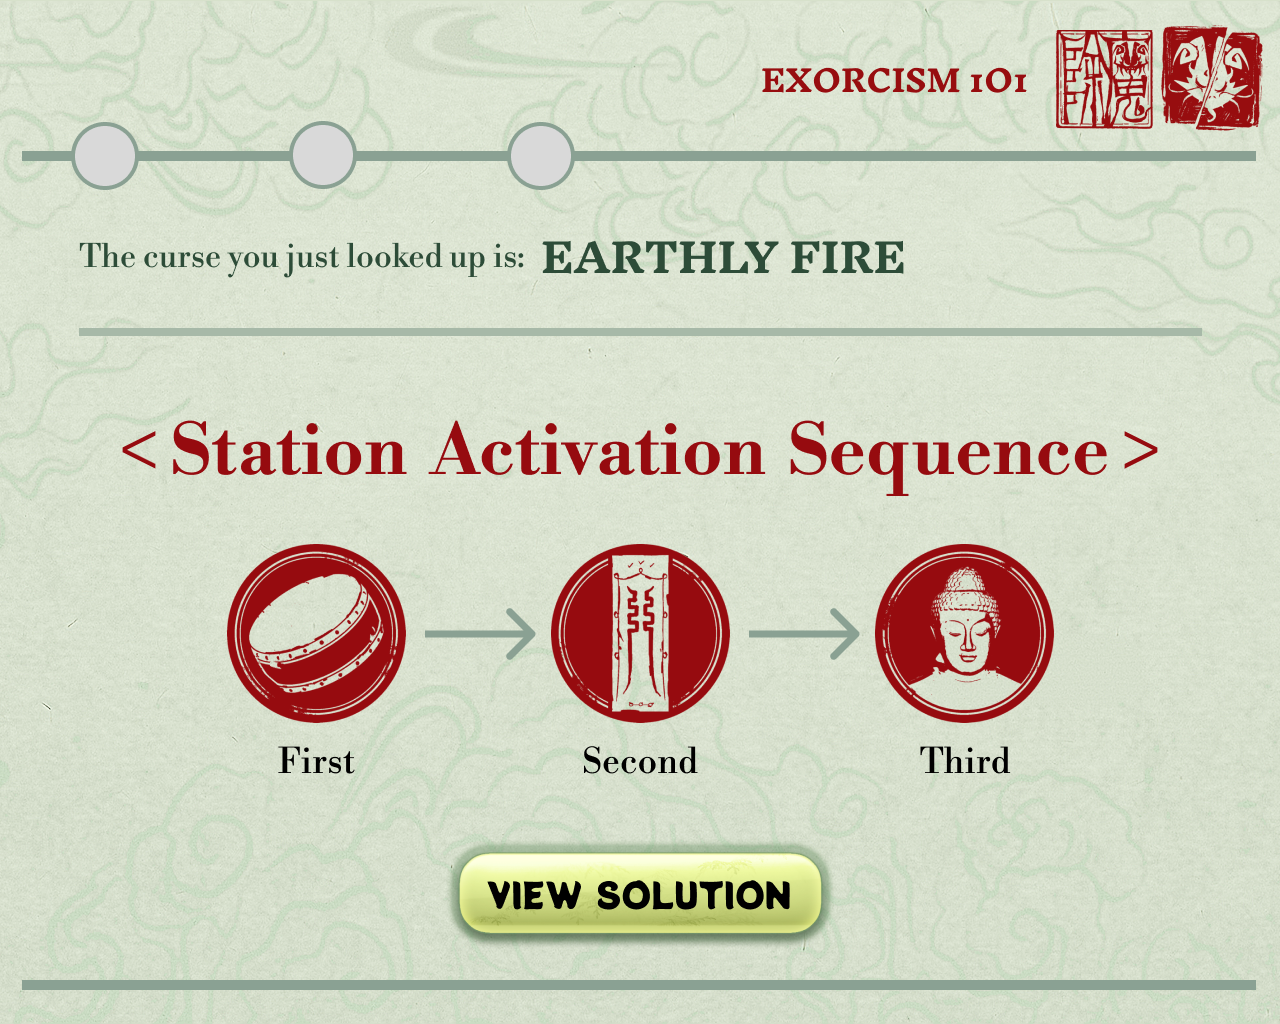 EXORCISM 101
The curse you just looked up is: EARTHLY FIRE
< Station Activation Sequence >
First
Second
Third
VIEW SOLUTION